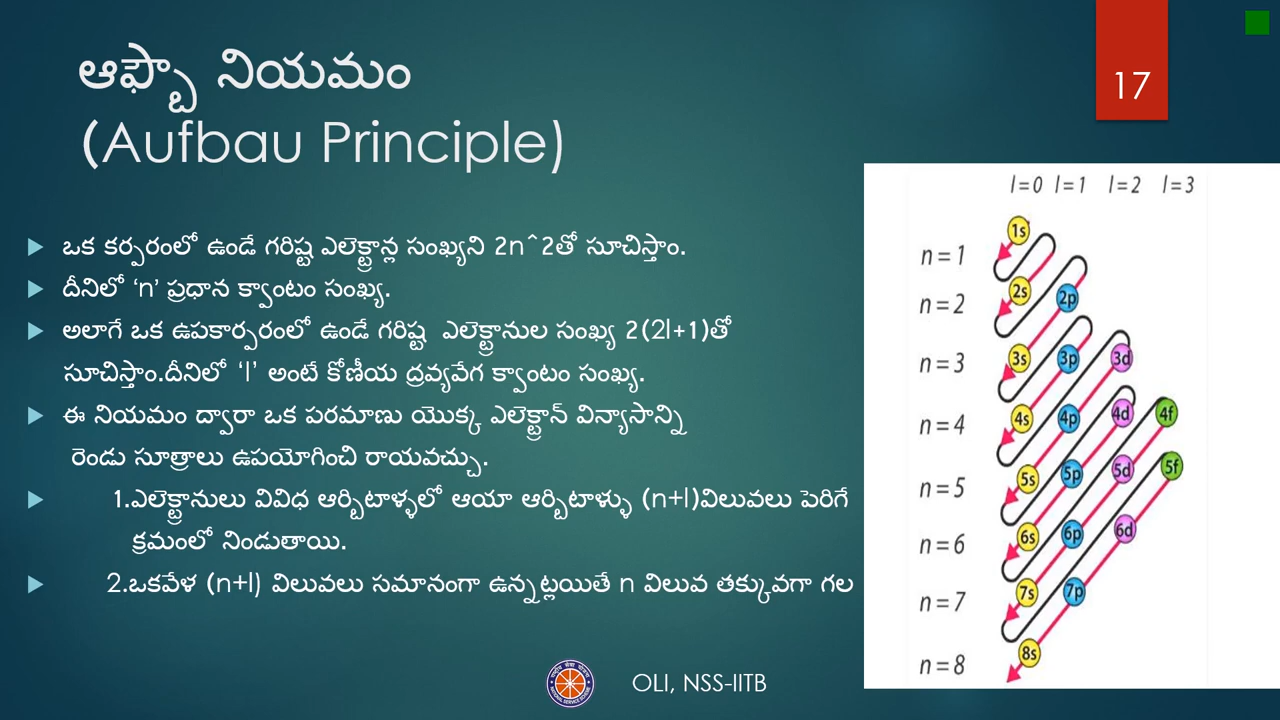 ఆఫ్బౌ నియమం
(Aufbau Principle)
17
ఒక కర్పరంలో ఉండే గరిష్ట ఎలెక్ట్రాన్ల సంఖ్యని 2n^2తో సూచిస్తాం.
దీనిలో ‘n’ ప్రధాన క్వాంటం సంఖ్య.
అలాగే ఒక ఉపకార్పరంలో ఉండే గరిష్ట ఎలెక్ట్రానుల సంఖ్య 2(2l+1)తో
సూచిస్తాం.దీనిలో ‘l’ అంటే కోణీయ ద్రవ్యవేగ క్వాంటం సంఖ్య.
ఈ నియమం ద్వారా ఒక పరమాణు యొక్క ఎలెక్ట్రాన్ విన్యాసాన్ని
రెండు సూత్రాలు ఉపయోగించి రాయవచ్చు.
1.ఎలెక్ట్రానులు వివిధ ఆర్బిటాళ్ళలో ఆయా ఆర్బిటాళ్ళు (n+l)విలువలు పెరిగే
క్రమంలో నిండుతాయి.
2.ఒకవేళ (n+l) విలువలు సమానంగా ఉన్నట్లయితే n విలువ తక్కువగా గల
l=0 l=1 l=2 l=3
1s
n=1
2s 2p
n=2
3s 3p 3d
n=3
4s 4p 4d 4f
n=4
5s 5p 5d 5f
n=5
6s 6p 6d
n=6
7s 7p
n=7
8s
n=8
OLI, NSS-IITB